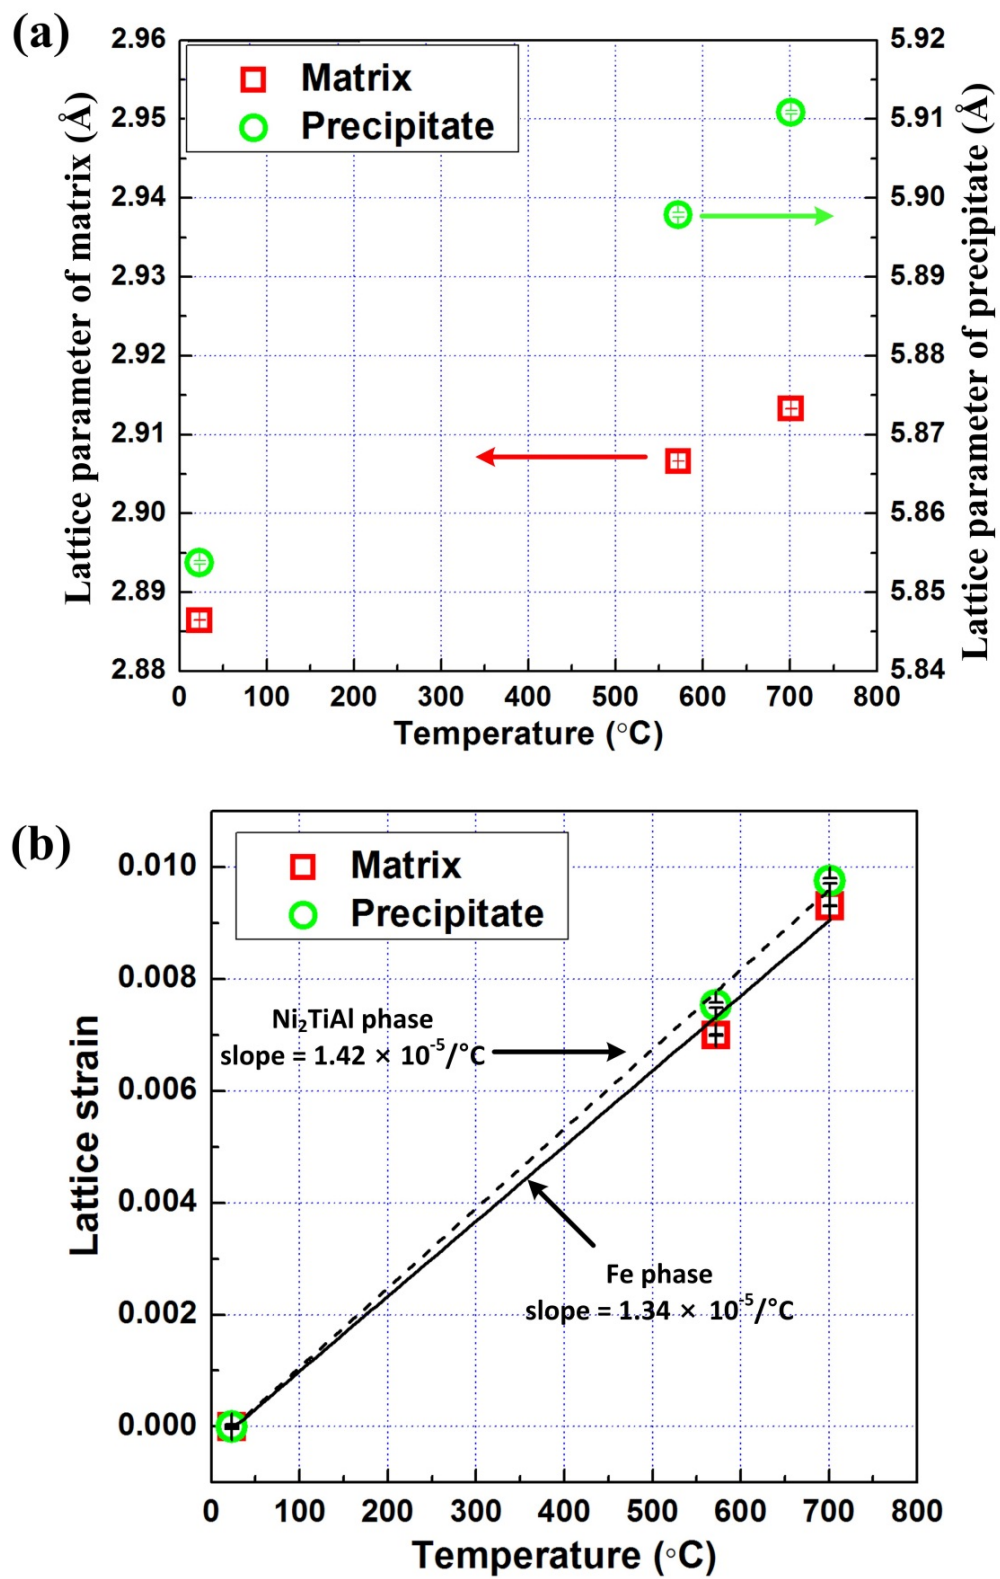 (a)
2.96
2.95
2.94
2.93
2.92
2.91
2.90
2.89
2.88
Lattice parameter of matrix (Å)
Matrix
Precipitate
5.92
5.91
5.90
5.89
5.88
5.87
5.86
5.85
5.84
Lattice parameter of precipitate (Å)
0 100 200 300 400 500 600 700 800
Temperature (°C)
(b)
0.010
0.008
0.006
0.004
0.002
0.000
Lattice strain
Matrix
Precipitate
Ni₂TiAl phase
slope = 1.42 × 10⁻⁵/°C
Fe phase
slope = 1.34 × 10⁻⁵/°C
0 100 200 300 400 500 600 700 800
Temperature (°C)